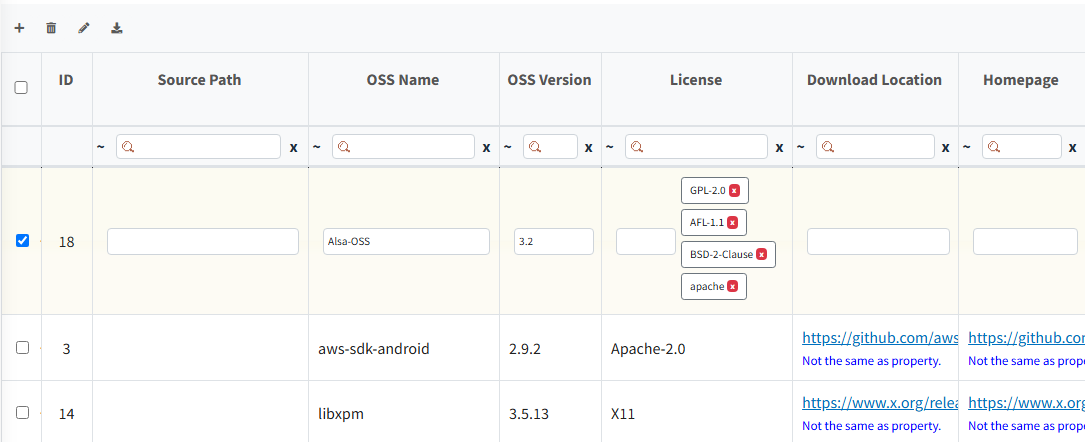 ID Source Path OSS Name OSS Version License Download Location Homepage
~ x ~ x ~ x ~ x ~ x ~ x
GPL-2.0 x
AFL-1.1 x
18 Alsa-OSS 3.2
BSD-2-Clause x
apache x
3 aws-sdk-android 2.9.2 Apache-2.0 https://github.com/aws https://github.com
Not the same as property. Not the same as prope
14 libxpm 3.5.13 X11 https://www.x.org/relea https://www.x.org
Not the same as property. Not the same as prope